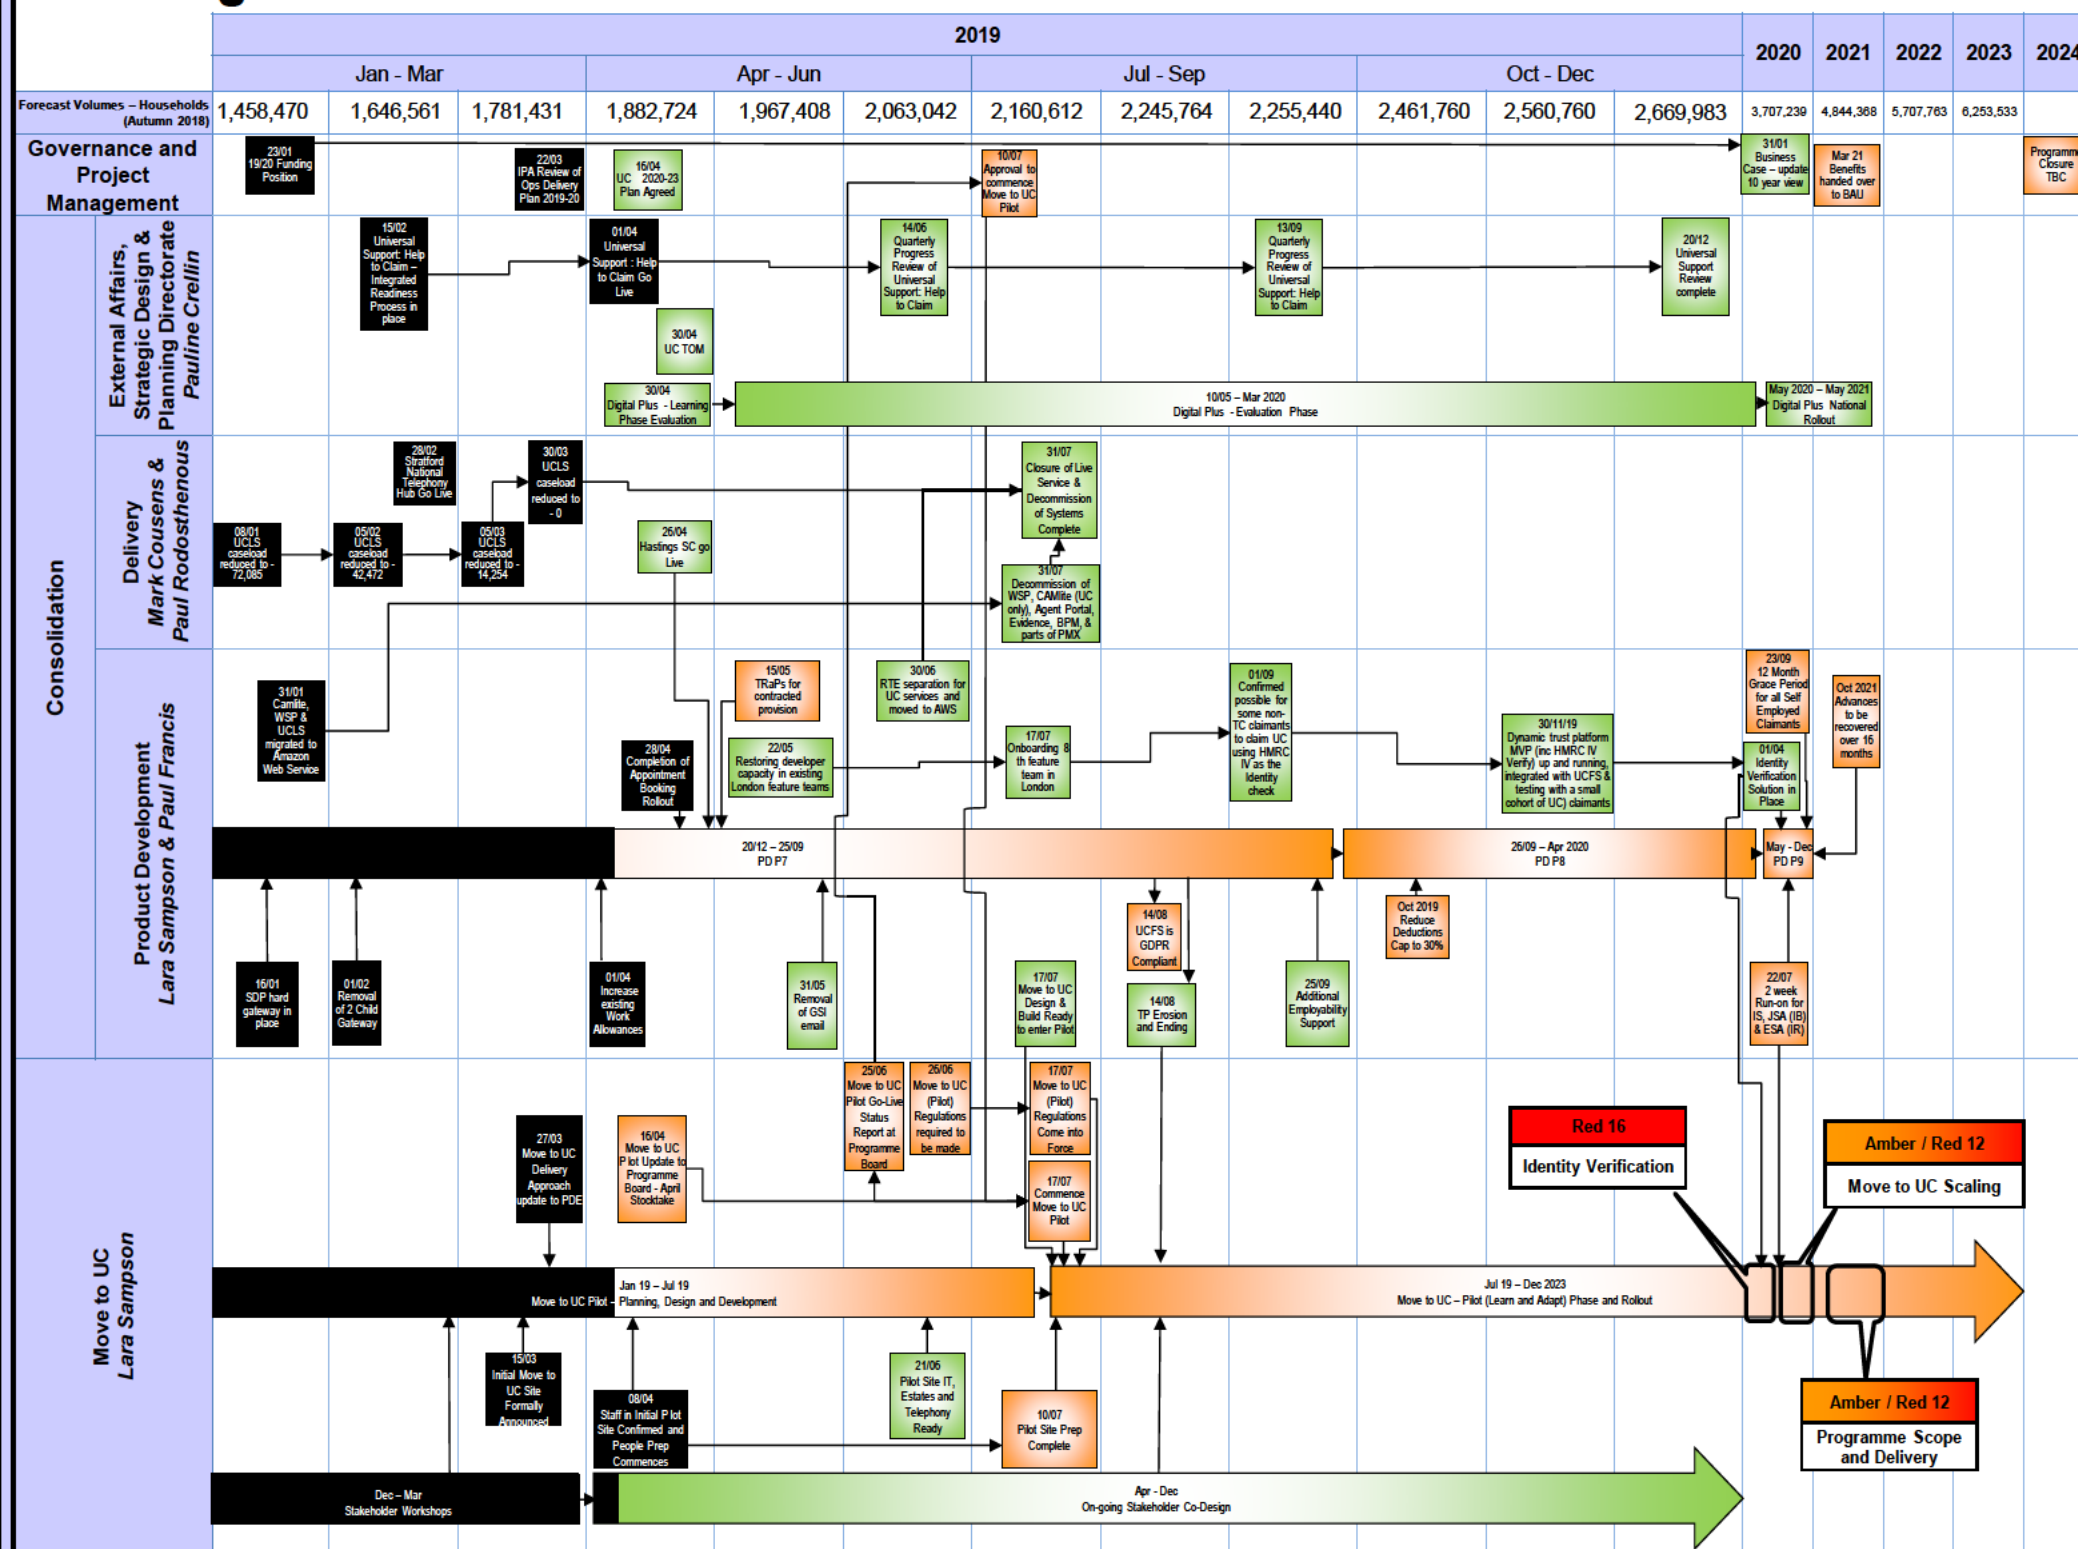 2019
2020
2021
2022
2023
2024
Jan - Mar
Apr - Jun
Jul - Sep
Oct - Dec
Forecast Volumes – Households
(Autumn 2018)
1,458,470
1,646,561
1,781,431
1,882,724
1,967,408
2,063,042
2,160,612
2,245,764
2,255,440
2,461,760
2,560,760
2,669,983
3,707,239
4,844,368
5,707,763
6,253,533
Governance and
Project
Management
23/01
19/20 Funding
Position
22/03
IPA Review of
Ops Delivery
Plan 2019-20
16/04
UC 2020-23
Plan Agreed
10/07
Approval to
commence
Move to UC
Pilot
31/01
Business
Case – update
10 year view
Mar 21
Benefits
handed over
to BAU
Programme
Closure
TBC
Consolidation
External Affairs,
Strategic Design &
Planning Directorate
Pauline Crellin
15/02
Universal
Support: Help
to Claim –
Integrated
Readiness
Process in
place
01/04
Universal
Support : Help
to Claim Go
Live
14/06
Quarterly
Progress
Review of
Universal
Support: Help
to Claim
13/09
Quarterly
Progress
Review of
Universal
Support: Help
to Claim
20/12
Universal
Support
Review
complete
30/04
UC TOM
30/04
Digital Plus - Learning
Phase Evaluation
10/05 – Mar 2020
Digital Plus - Evaluation Phase
May 2020 – May 2021
Digital Plus National
Rollout
Delivery
Mark Cousens &
Paul Rodosthenous
28/02
Stratford
National
Telephony
Hub Go Live
30/03
UCLS
caseload
reduced to
- 0
31/07
Closure of Live
Service &
Decommission
of Systems
Complete
08/01
UCLS
caseload
reduced to -
72,085
05/02
UCLS
caseload
reduced to -
42,472
05/03
UCLS
caseload
reduced to -
14,254
26/04
Hastings SC go
Live
31/07
Decommission of
WSP, CAMlite (UC
only), Agent Portal,
Evidence, BPM, &
parts of PMX
Product Development
Lara Sampson & Paul Francis
31/01
Camlite,
WSP &
UCLS
migrated to
Amazon
Web Service
15/05
TRaPs for
contracted
provision
30/06
RTE separation for
UC services and
moved to AWS
01/09
Confirmed
possible for
some non-
TC claimants
to claim UC
using HMRC
IV as the
Identity
check
23/09
12 Month
Grace Period
for all Self
Employed
Claimants
Oct 2021
Advances
to be
recovered
over 16
months
28/04
Completion of
Appointment
Booking
Rollout
22/05
Restoring developer
capacity in existing
London feature teams
17/07
Onboarding 8
th feature
team in
London
30/11/19
Dynamic trust platform
MVP (inc HMRC IV
Verify) up and running,
integrated with UCFS &
testing with a small
cohort of UC) claimants
01/04
Identity
Verification
Solution in
Place
20/12 – 25/09
PD P7
26/09 – Apr 2020
PD P8
May - Dec
PD P9
14/08
UCFS is
GDPR
Compliant
Oct 2019
Reduce
Deductions
Cap to 30%
16/01
SDP hard
gateway in
place
01/02
Removal
of 2 Child
Gateway
01/04
Increase
existing
Work
Allowances
31/05
Removal
of GSI
email
17/07
Move to UC
Design &
Build Ready
to enter Pilot
14/08
TP Erosion
and Ending
25/09
Additional
Employability
Support
22/07
2 week
Run-on for
IS, JSA (IB)
& ESA (IR)
Move to UC
Lara Sampson
27/03
Move to UC
Delivery
Approach
update to PDE
16/04
Move to UC
Pilot Update to
Programme
Board - April
Stocktake
25/06
Move to UC
Pilot Go-Live
Status
Report at
Programme
Board
26/06
Move to UC
(Pilot)
Regulations
required to
be made
17/07
Move to UC
(Pilot)
Regulations
Come into
Force
17/07
Commence
Move to UC
Pilot
Red 16
Identity Verification
Amber / Red 12
Move to UC Scaling
Jan 19 – Jul 19
Move to UC Pilot – Planning, Design and Development
Jul 19 – Dec 2023
Move to UC – Pilot (Learn and Adapt) Phase and Rollout
15/03
Initial Move to
UC Site
Formally
Announced
08/04
Staff in Initial Pilot
Site Confirmed and
People Prep
Commences
21/06
Pilot Site IT,
Estates and
Telephony
Ready
10/07
Pilot Site Prep
Complete
Amber / Red 12
Programme Scope
and Delivery
Dec – Mar
Stakeholder Workshops
Apr - Dec
On-going Stakeholder Co-Design